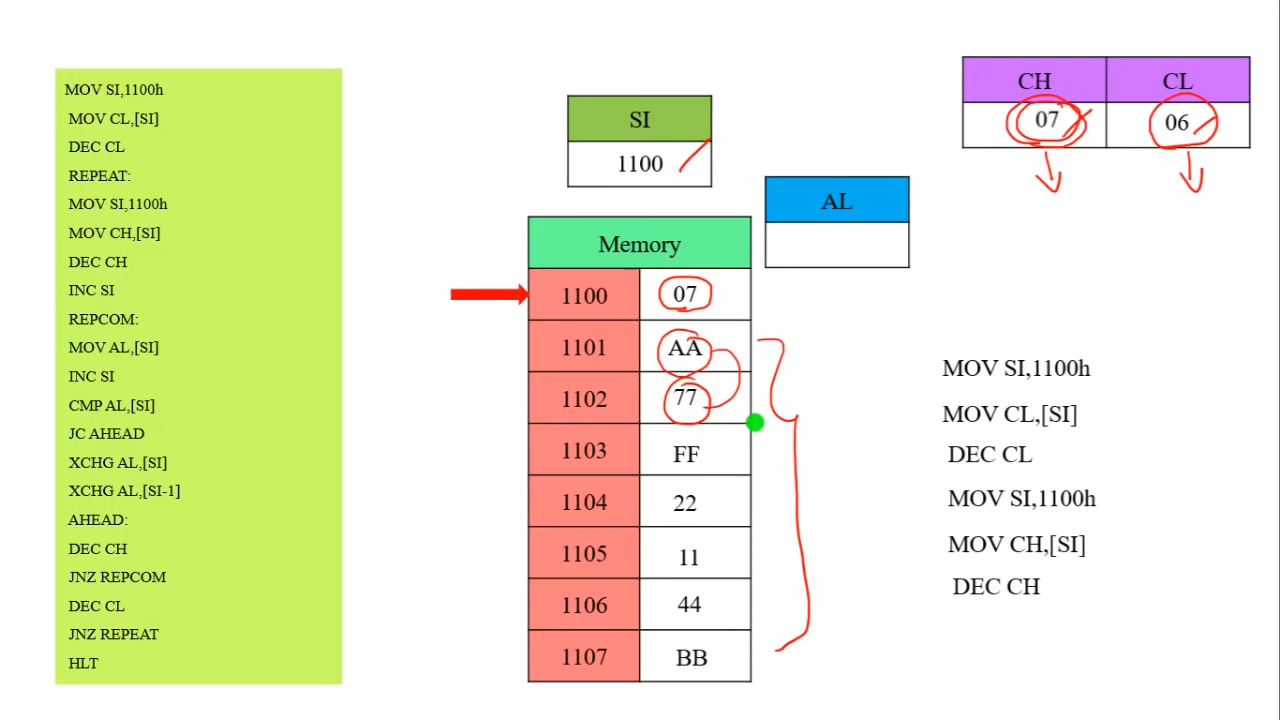 MOV SI,1100h
MOV CL,[SI]
DEC CL
REPEAT:
MOV SI,1100h
MOV CH,[SI]
DEC CH
INC SI
REPCOM:
MOV AL,[SI]
INC SI
CMP AL,[SI]
JC AHEAD
XCHG AL,[SI]
XCHG AL,[SI-1]
AHEAD:
DEC CH
JNZ REPCOM
DEC CL
JNZ REPEAT
HLT
SI
1100
AL
CH CL
07 06
Memory
1100 07
1101 AA
1102 77
1103 FF
1104 22
1105 11
1106 44
1107 BB
MOV SI,1100h
MOV CL,[SI]
DEC CL
MOV SI,1100h
MOV CH,[SI]
DEC CH